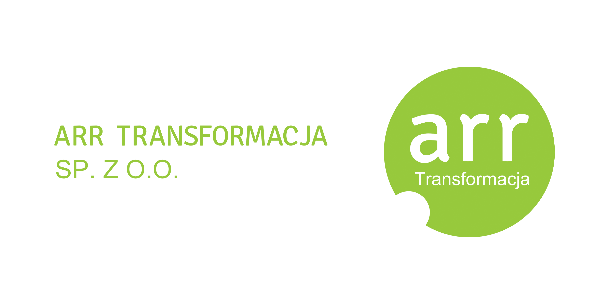 ARR TRANSFORMACJA
SP. Z O.O.
arr
Transformacja